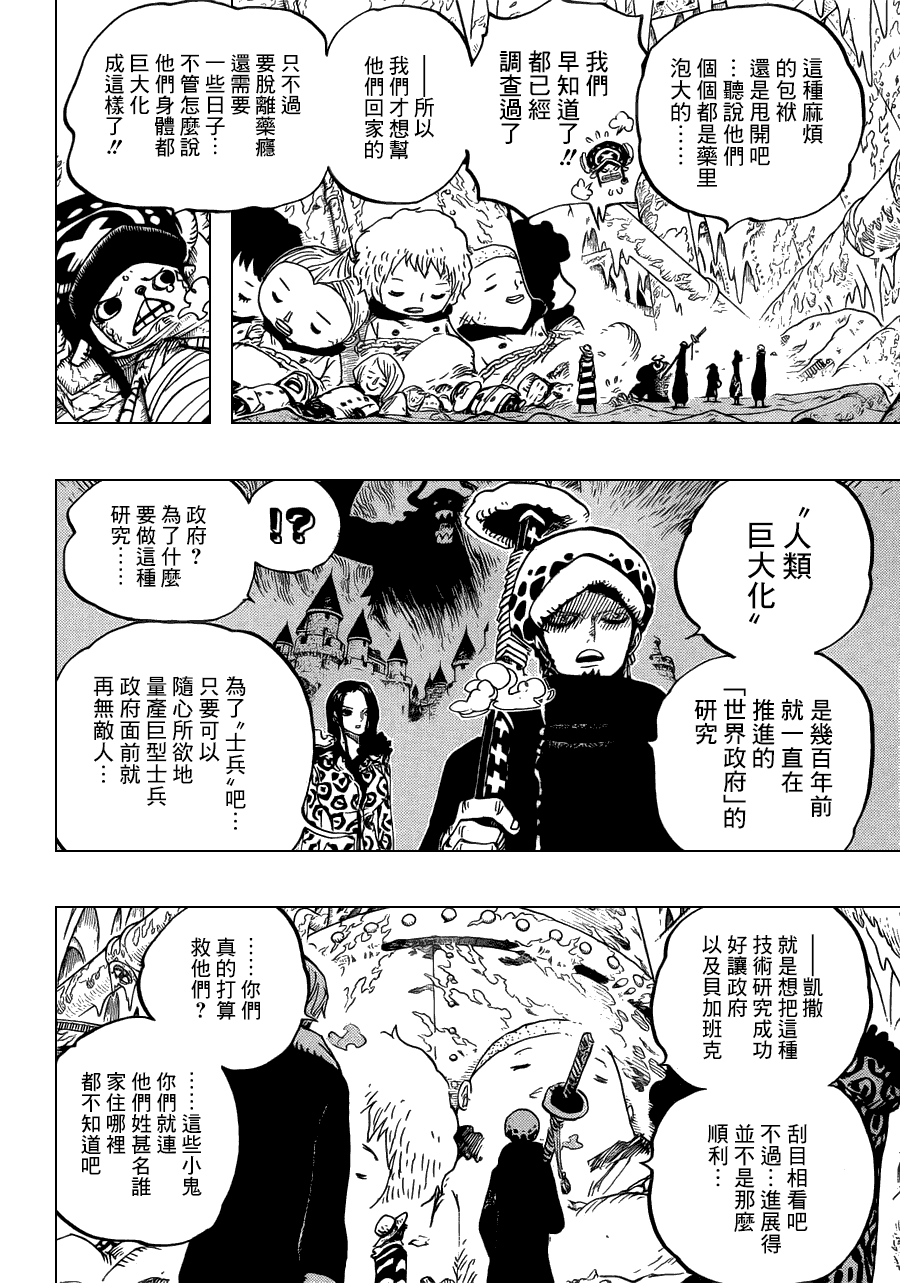 這種麻煩
的包袱
還是甩開吧
…聽說他們
個個都是藥里
泡大的……
我們
早知道了!!
都已經
調查過了
──所以
我們才想幫
他們回家的
只不過
要脫離藥癮
還需要
一些日子…
不管怎麼說
他們身體都
巨大化
成這樣了!!
〝人類
巨大化〞
是幾百年前
就一直在
推進的
「世界政府」的
研究
!?
政府?
為了什麼
要做這種
研究……
為了〝士兵〞吧…
只要可以
隨心所欲地
量產巨型士兵
政府面前就
再無敵人…
──凱撒
就是想把這種
技術研究成功
好讓政府
以及貝加班克
刮目相看吧
不過…進展得
並不是那麼
順利…
……你們
真的打算
救他們?
……這些小鬼
你們就連
他們姓甚名誰
家住哪裡
都不知道吧